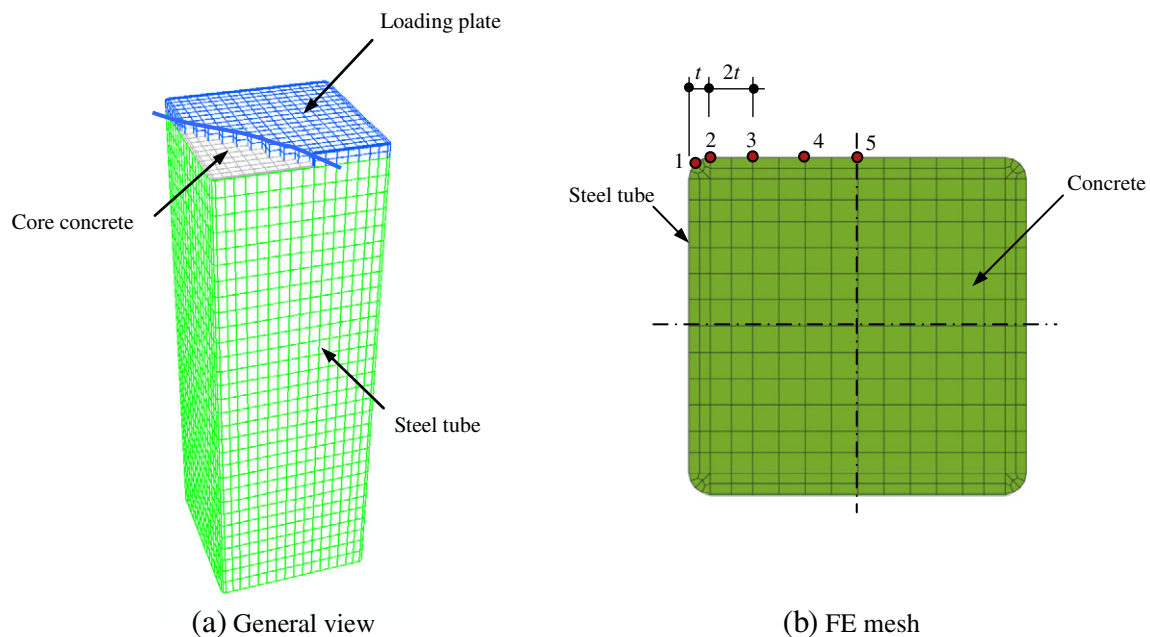 Loading plate
Core concrete
Steel tube
(a) General view
t 2t
1 2 3 4 5
Steel tube
Concrete
(b) FE mesh